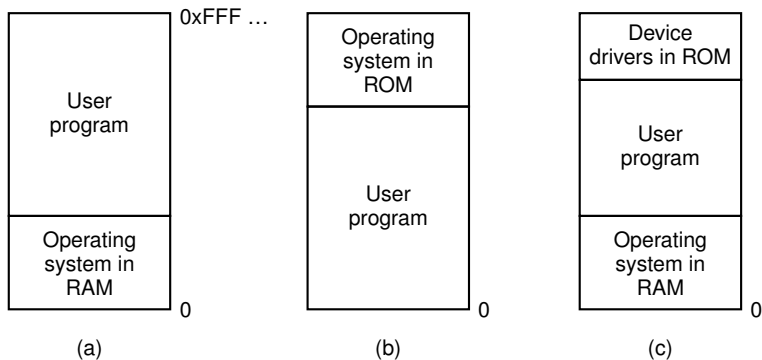 0xFFF …
User
program
Operating
system in
RAM
0
(a)
Operating
system in
ROM
User
program
0
(b)
Device
drivers in ROM
User
program
Operating
system in
RAM
0
(c)